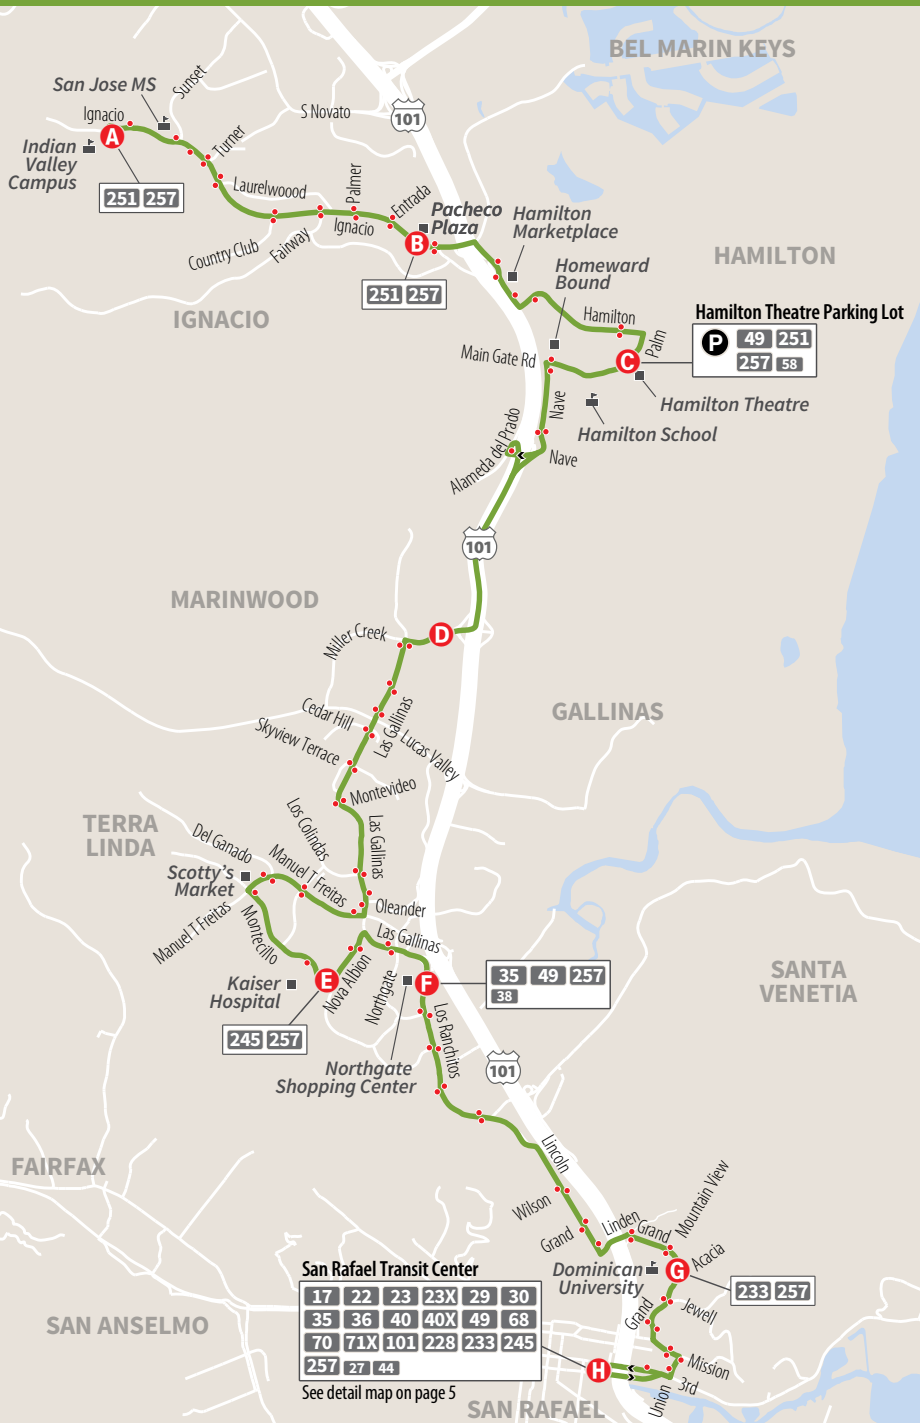 BEL MARIN KEYS
San Jose MS
Sunset
Ignacio
S Novato
101
A
Indian
Valley
Campus
Turner
251 257
Laurelwoood
Palmer
Entrada
Pacheco
Plaza
Hamilton
Marketplace
Ignacio
Country Club
Fairway
B
HAMILTON
Homeward
Bound
251 257
IGNACIO
Hamilton
Hamilton Theatre Parking Lot
P
49 251
257 58
Palm
Main Gate Rd
C
Hamilton Theatre
Nave
Hamilton School
Alameda del Prado
Nave
101
MARINWOOD
Miller Creek
D
GALLINAS
Cedar Hill
Las Gallinas
Skyview Terrace
Lucas Valley
Montevideo
TERRA
LINDA
Los Colindas
Las Gallinas
Del Ganado
Scotty's
Market
Manuel T Freitas
Oleander
Manuel T Freitas
Montecillo
Las Gallinas
SANTA
VENETIA
Kaiser
Hospital
E
Nova Albion
Northgate
F
35 49 257
38
245 257
Los Ranchitos
Northgate
Shopping Center
101
Lincoln
FAIRFAX
Wilson
Grand
Linden
Grand
Mountain View
Acacia
Dominican
University
G
233 257
San Rafael Transit Center
17 22 23 23X 29 30
35 36 40 40X 49 68
70 71X 101 228 233 245
257 27 44
See detail map on page 5
Grand
Jewell
SAN ANSELMO
H
Mission
3rd
Union
SAN RAFAEL